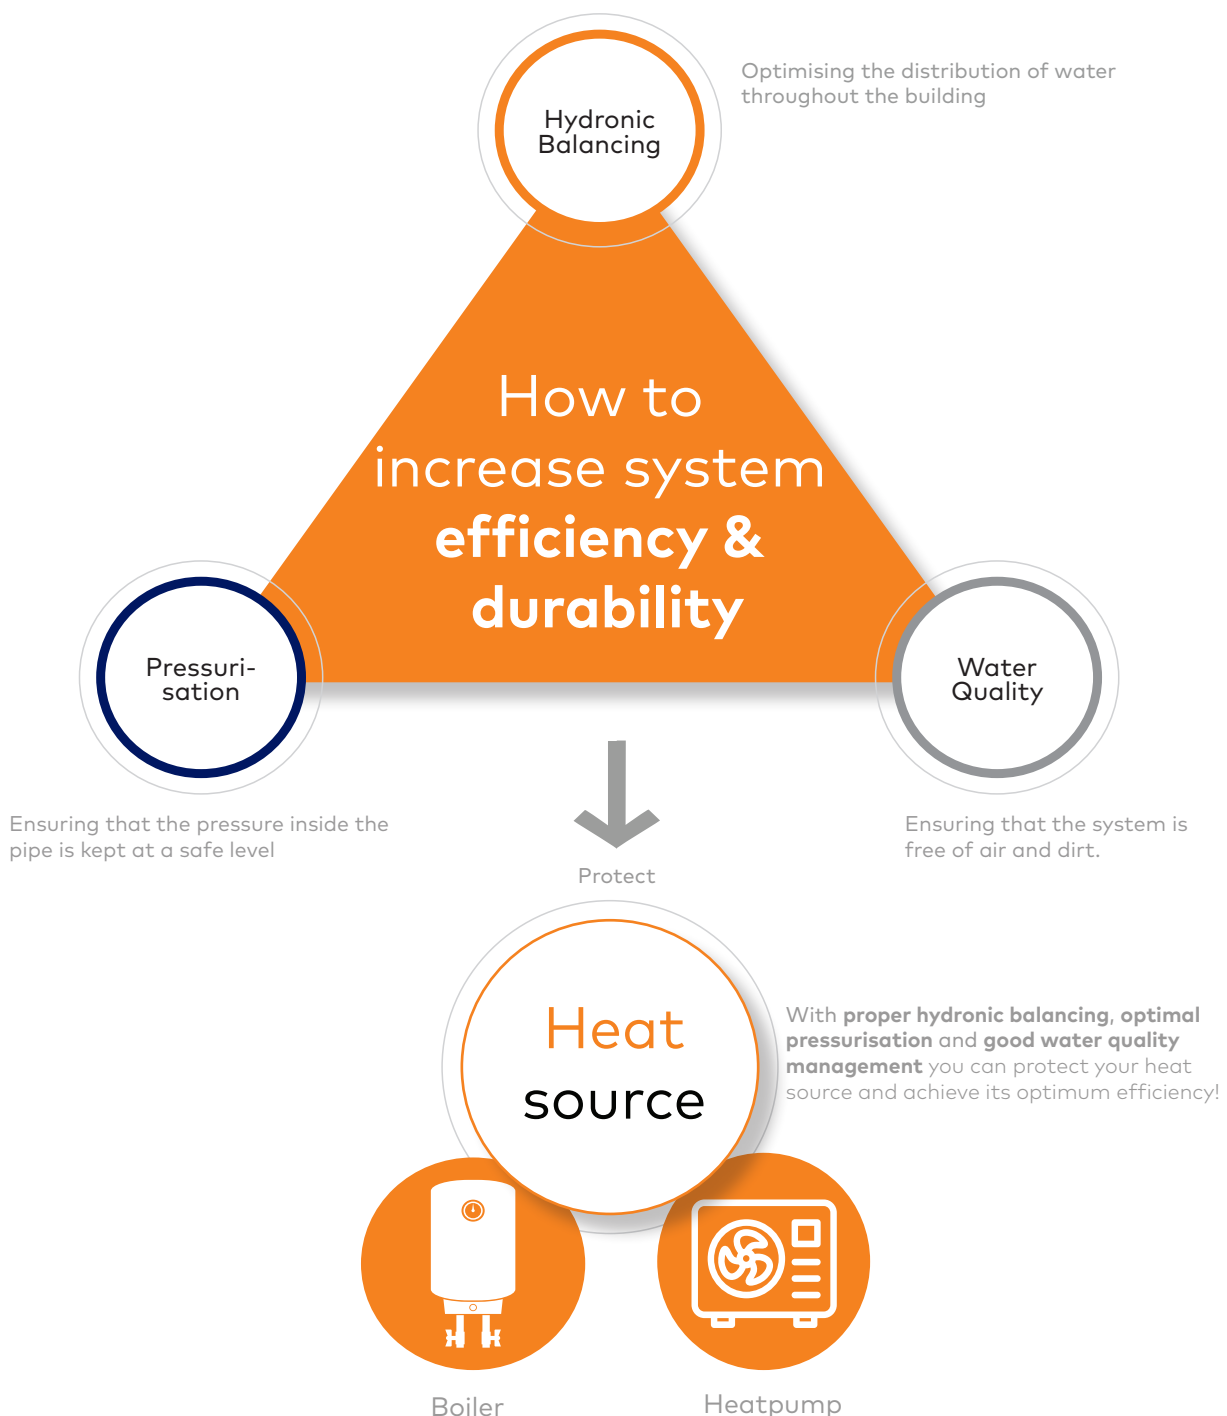 Hydronic
Balancing
Optimising the distribution of water
throughout the building
How to
increase system
efficiency &
durability
Pressuri-
sation
Water
Quality
Ensuring that the pressure inside the
pipe is kept at a safe level
Ensuring that the system is
free of air and dirt.
Protect
Heat
source
With proper hydronic balancing, optimal
pressurisation and good water quality
management you can protect your heat
source and achieve its optimum efficiency!
Boiler
Heatpump